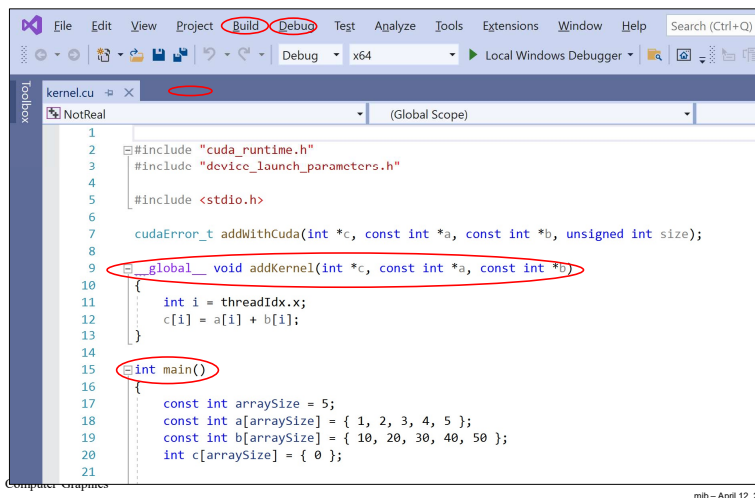 File Edit View Project Build Debug Test Analyze Tools Extensions Window Help Search (Ctrl+Q)
Debug x64 Local Windows Debugger
Toolbox
kernel.cu
NotReal (Global Scope)
1
2 #include "cuda_runtime.h"
3 #include "device_launch_parameters.h"
4
5 #include <stdio.h>
6
7 cudaError_t addWithCuda(int *c, const int *a, const int *b, unsigned int size);
8
9 __global__ void addKernel(int *c, const int *a, const int *b)
10 {
11 int i = threadIdx.x;
12 c[i] = a[i] + b[i];
13 }
14
15 int main()
16 {
17 const int arraySize = 5;
18 const int a[arraySize] = { 1, 2, 3, 4, 5 };
19 const int b[arraySize] = { 10, 20, 30, 40, 50 };
20 int c[arraySize] = { 0 };
21
Computer Graphics
mjb – April 12,